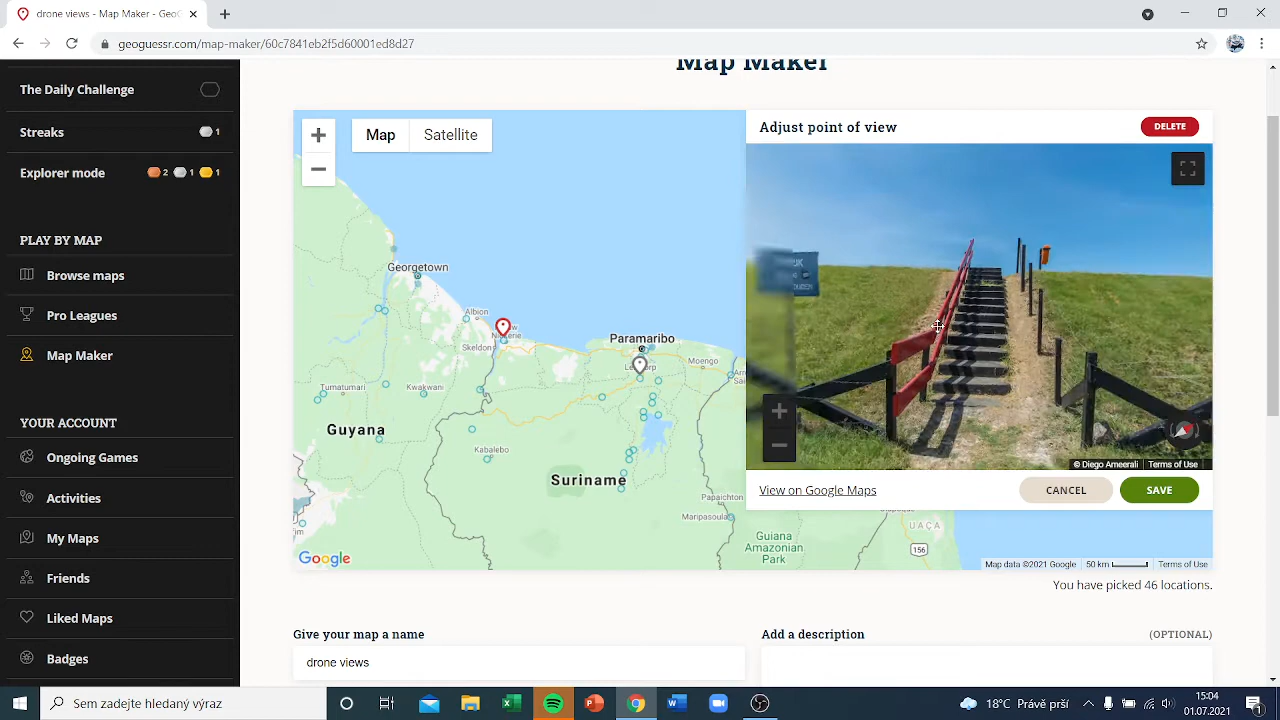 drone views - Map Maker - Geo
geoguessr.com/map-maker/60c7841eb2f5d60001ed8d27
Map Maker
The Daily Challenge
Streaks
1
Explorer mode
2 1 1
PLAY BY MAP
Browse maps
Pro Leagues
Map Maker
YOUR ACCOUNT
Ongoing Games
Activities
My Maps
Friends
Liked Maps
Badges
Map Satellite
Georgetown
Albion
Nickerie
Skeldon
Paramaribo
Moengo
Tumatumari
Kwakwani
Guyana
Kabalebo
Suriname
Papaichton
Maripasoula
Guiana
Amazonian
Park
UAÇA
156
Google
Map data ©2021 Google 50 km Terms of Use
Adjust point of view
DELETE
© Diego Ameerali Terms of Use
View on Google Maps
CANCEL
SAVE
You have picked 46 locations.
Give your map a name
drone views
Add a description
(OPTIONAL)
Sem zadejte hledaný výraz
18°C Právě prší
15:04
01.07.2021